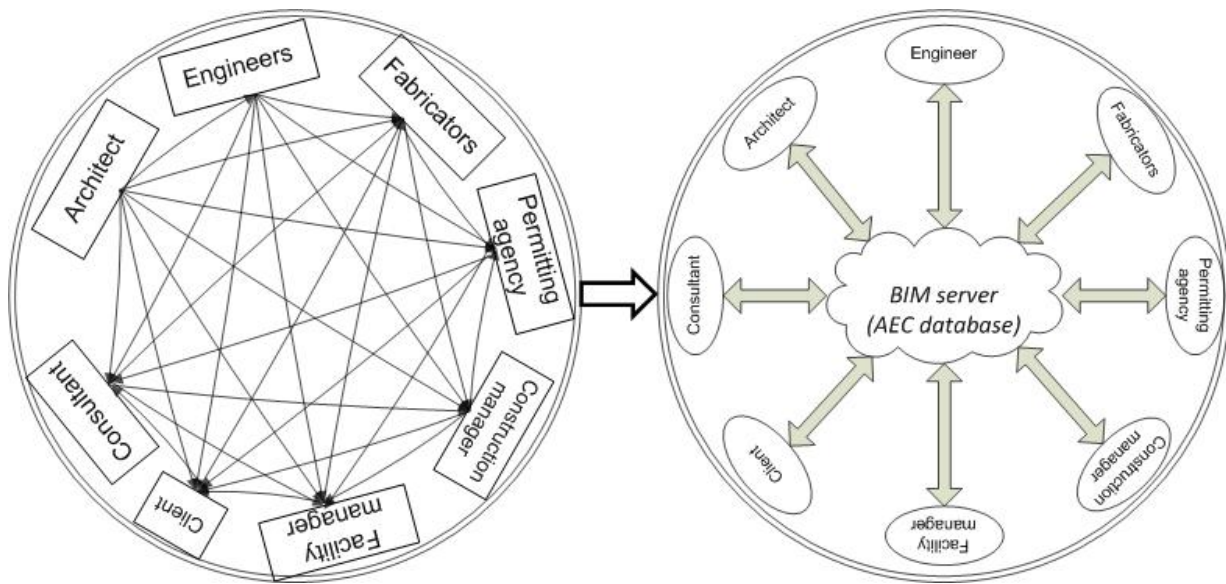 Engineers
Fabricators
Architect
Permitting
agency
Consultant
Construction
manager
Client
Facility
manager
Engineer
Architect
Fabricators
Consultant
BIM server
(AEC database)
Permitting
agency
Client
Construction
manager
Facility
manager